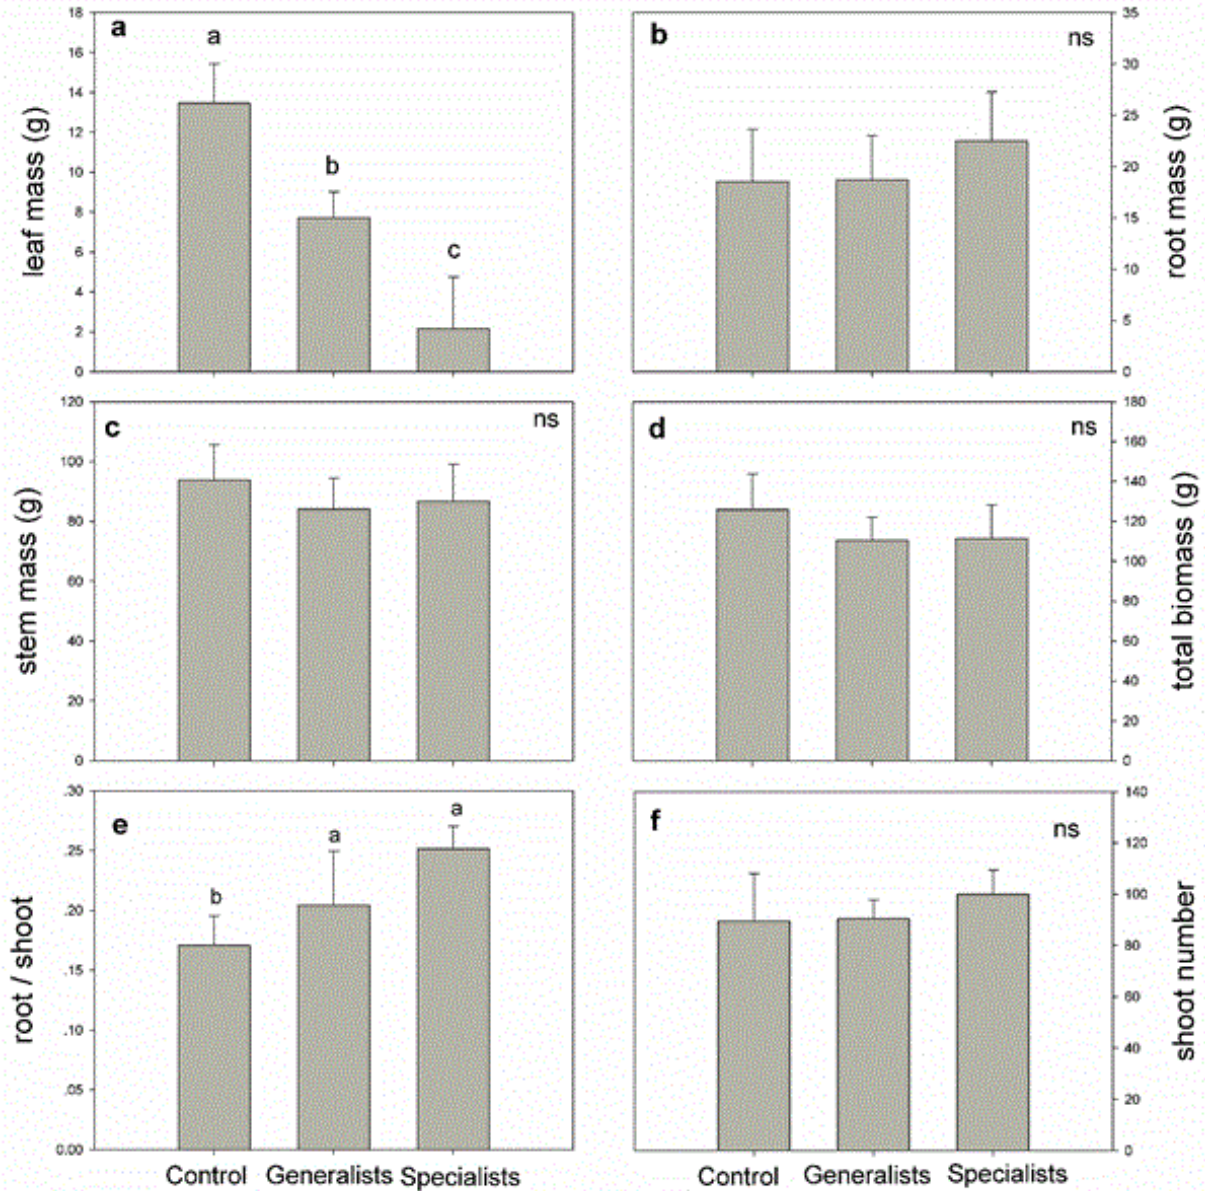 a
a
b
c
leaf mass (g)
18
16
14
12
10
8
6
4
2
0
b
ns
root mass (g)
35
30
25
20
15
10
5
0
c
ns
stem mass (g)
120
100
80
60
40
20
0
d
ns
total biomass (g)
180
160
140
120
100
80
60
40
20
0
e
b
a
a
root / shoot
.30
.25
.20
.15
.10
.05
0.00
Control Generalists Specialists
f
ns
shoot number
140
120
100
80
60
40
20
0
Control Generalists Specialists